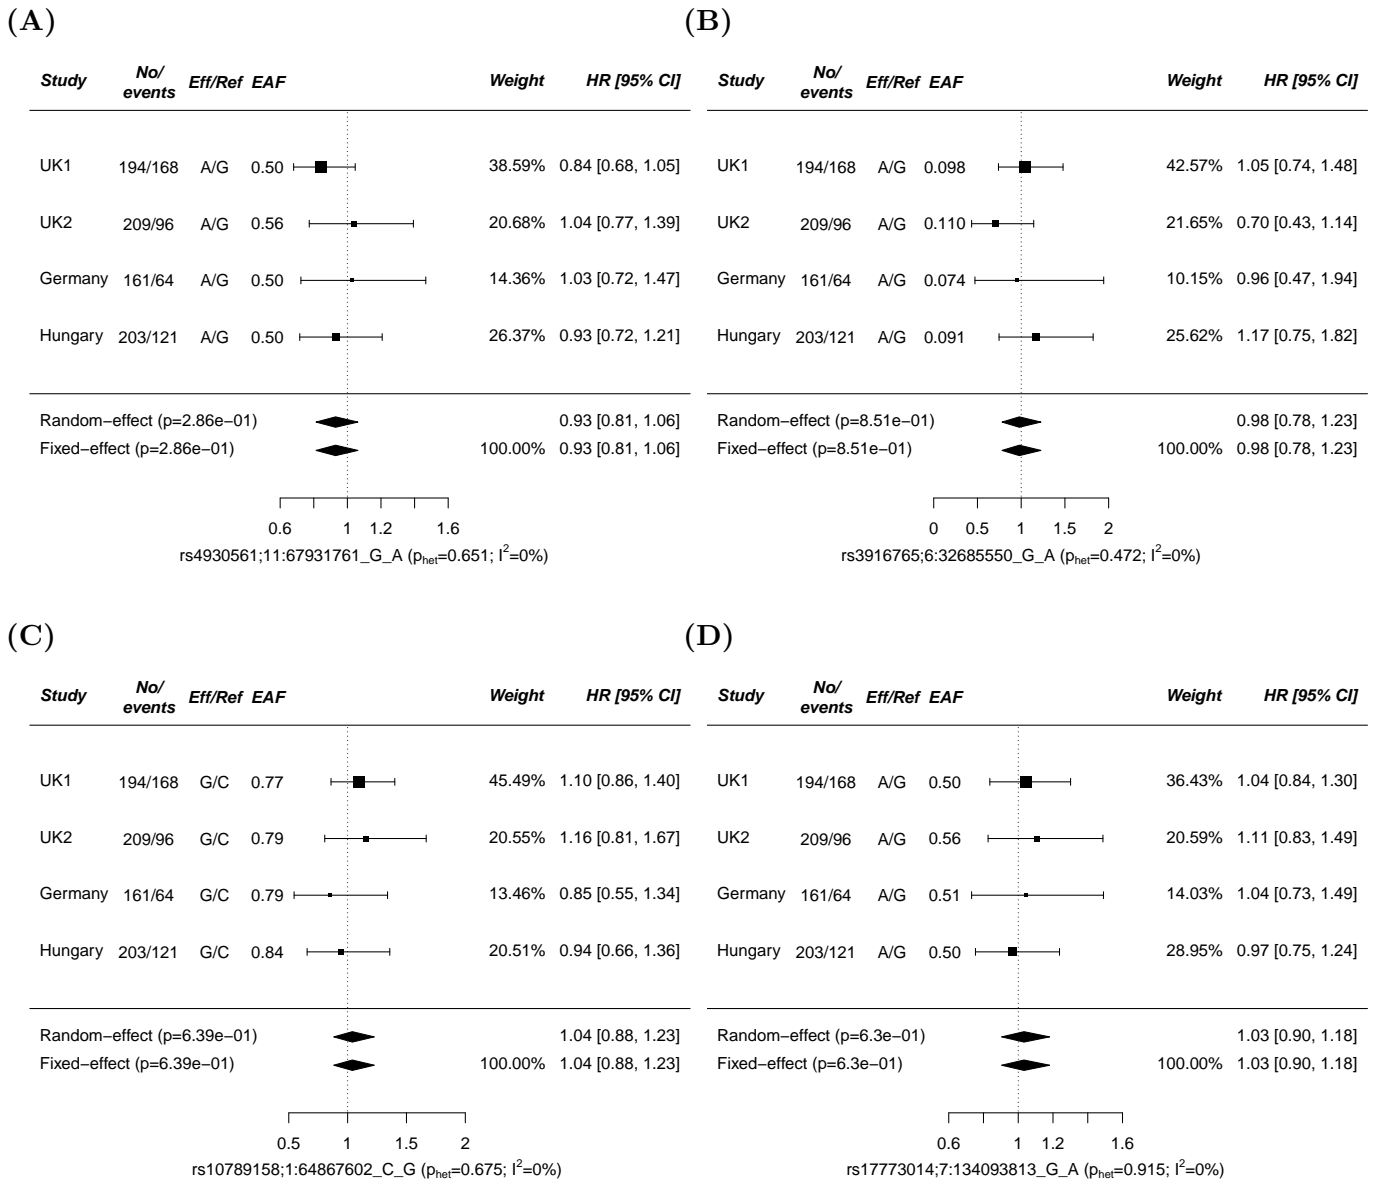 (A)
Study No/events Eff/Ref EAF Weight HR [95% CI]
UK1 194/168 A/G 0.50 38.59% 0.84 [0.68, 1.05]
UK2 209/96 A/G 0.56 20.68% 1.04 [0.77, 1.39]
Germany 161/64 A/G 0.50 14.36% 1.03 [0.72, 1.47]
Hungary 203/121 A/G 0.50 26.37% 0.93 [0.72, 1.21]
Random−effect (p=2.86e−01) 0.93 [0.81, 1.06]
Fixed−effect (p=2.86e−01) 100.00% 0.93 [0.81, 1.06]
0.6 1 1.2 1.6
rs4930561;11:67931761_G_A (phet=0.651; I²=0%)
(B)
Study No/events Eff/Ref EAF Weight HR [95% CI]
UK1 194/168 A/G 0.098 42.57% 1.05 [0.74, 1.48]
UK2 209/96 A/G 0.110 21.65% 0.70 [0.43, 1.14]
Germany 161/64 A/G 0.074 10.15% 0.96 [0.47, 1.94]
Hungary 203/121 A/G 0.091 25.62% 1.17 [0.75, 1.82]
Random−effect (p=8.51e−01) 0.98 [0.78, 1.23]
Fixed−effect (p=8.51e−01) 100.00% 0.98 [0.78, 1.23]
0 0.5 1 1.5 2
rs3916765;6:32685550_G_A (phet=0.472; I²=0%)
(C)
Study No/events Eff/Ref EAF Weight HR [95% CI]
UK1 194/168 G/C 0.77 45.49% 1.10 [0.86, 1.40]
UK2 209/96 G/C 0.79 20.55% 1.16 [0.81, 1.67]
Germany 161/64 G/C 0.79 13.46% 0.85 [0.55, 1.34]
Hungary 203/121 G/C 0.84 20.51% 0.94 [0.66, 1.36]
Random−effect (p=6.39e−01) 1.04 [0.88, 1.23]
Fixed−effect (p=6.39e−01) 100.00% 1.04 [0.88, 1.23]
0.5 1 1.5 2
rs10789158;1:64867602_C_G (phet=0.675; I²=0%)
(D)
Study No/events Eff/Ref EAF Weight HR [95% CI]
UK1 194/168 A/G 0.50 36.43% 1.04 [0.84, 1.30]
UK2 209/96 A/G 0.56 20.59% 1.11 [0.83, 1.49]
Germany 161/64 A/G 0.51 14.03% 1.04 [0.73, 1.49]
Hungary 203/121 A/G 0.50 28.95% 0.97 [0.75, 1.24]
Random−effect (p=6.3e−01) 1.03 [0.90, 1.18]
Fixed−effect (p=6.3e−01) 100.00% 1.03 [0.90, 1.18]
0.6 1 1.2 1.6
rs17773014;7:134093813_G_A (phet=0.915; I²=0%)